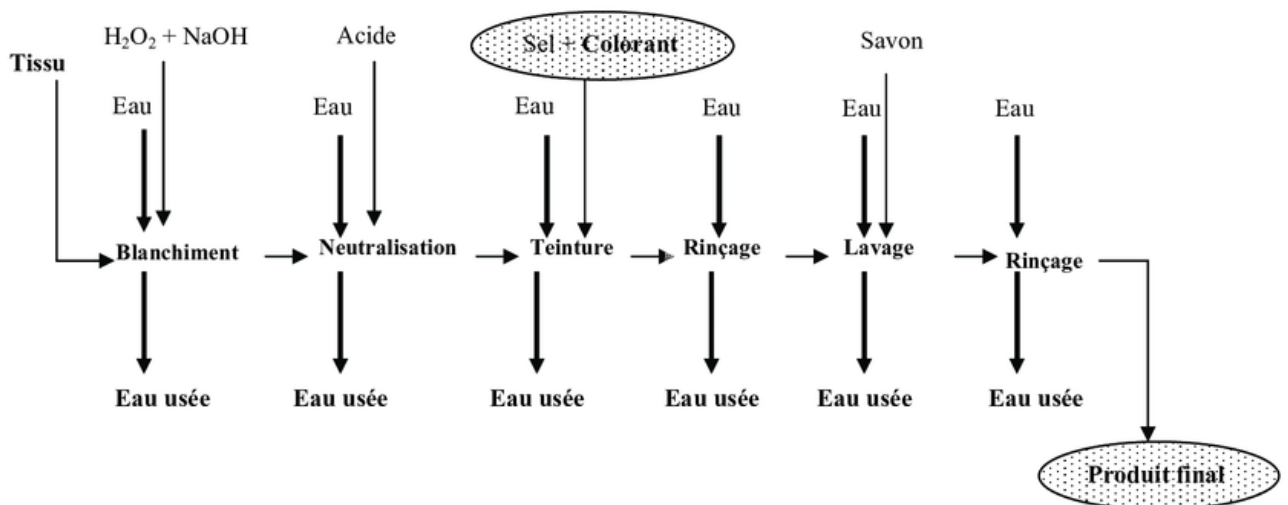 H₂O₂ + NaOH
Acide
Sel + Colorant
Savon
Tissu
Eau
Eau
Eau
Eau
Eau
Eau
Blanchiment
Neutralisation
Teinture
Rinçage
Lavage
Rinçage
Eau usée
Eau usée
Eau usée
Eau usée
Eau usée
Eau usée
Produit final